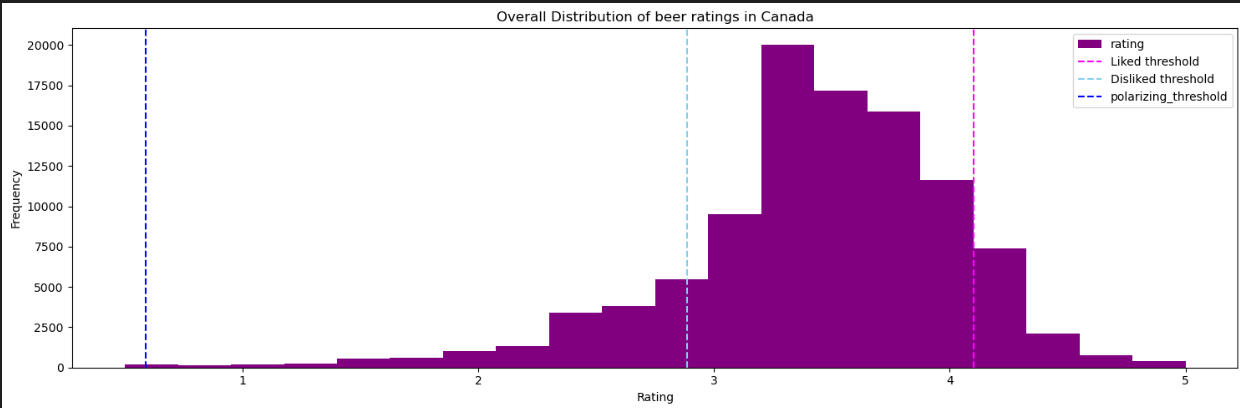 Overall Distribution of beer ratings in Canada
20000
17500
15000
12500
10000
7500
5000
2500
0
Frequency
1 2 3 4 5
Rating
rating
Liked threshold
Disliked threshold
polarizing_threshold